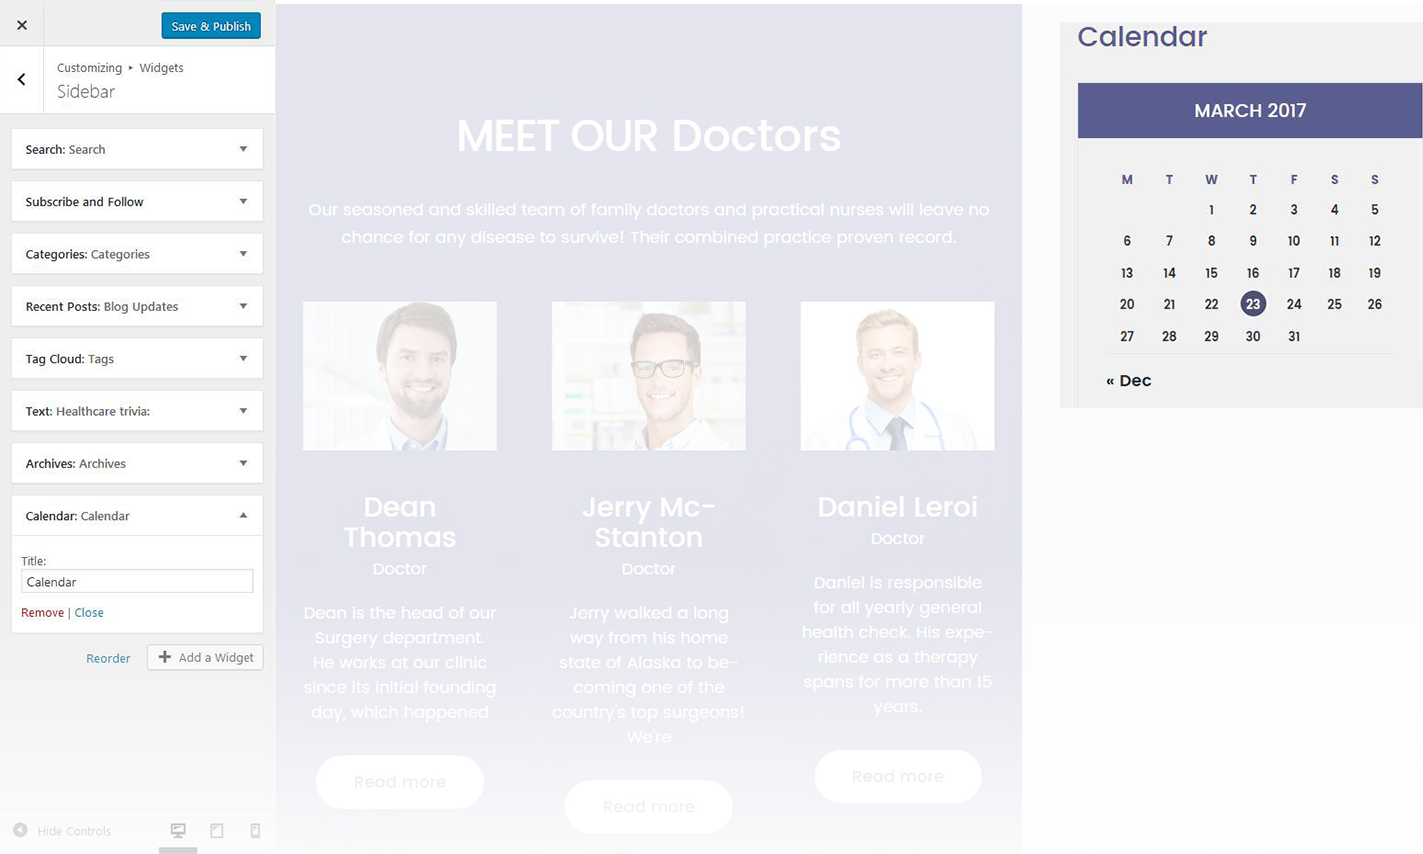 Save & Publish
Customizing ▸ Widgets
Sidebar
Search: Search
Subscribe and Follow
Categories: Categories
Recent Posts: Blog Updates
Tag Cloud: Tags
Text: Healthcare trivia:
Archives: Archives
Calendar: Calendar
Title:
Calendar
Remove | Close
Reorder
Add a Widget
Hide Controls
MEET OUR Doctors
Our seasoned and skilled team of family doctors and practical nurses will leave no
chance for any disease to survive! Their combined practice proven record.
Dean
Thomas
Doctor
Dean is the head of our
Surgery department.
He works at our clinic
since its initial founding
day, which happened
Read more
Jerry Mc-
Stanton
Doctor
Jerry walked a long
way from his home
state of Alaska to be-
coming one of the
country's top surgeons!
We're
Read more
Daniel Leroi
Doctor
Daniel is responsible
for all yearly general
health check. His expe-
rience as a therapy
spans for more than 15
years.
Read more
Calendar
MARCH 2017
M T W T F S S
1 2 3 4 5
6 7 8 9 10 11 12
13 14 15 16 17 18 19
20 21 22 23 24 25 26
27 28 29 30 31
« Dec